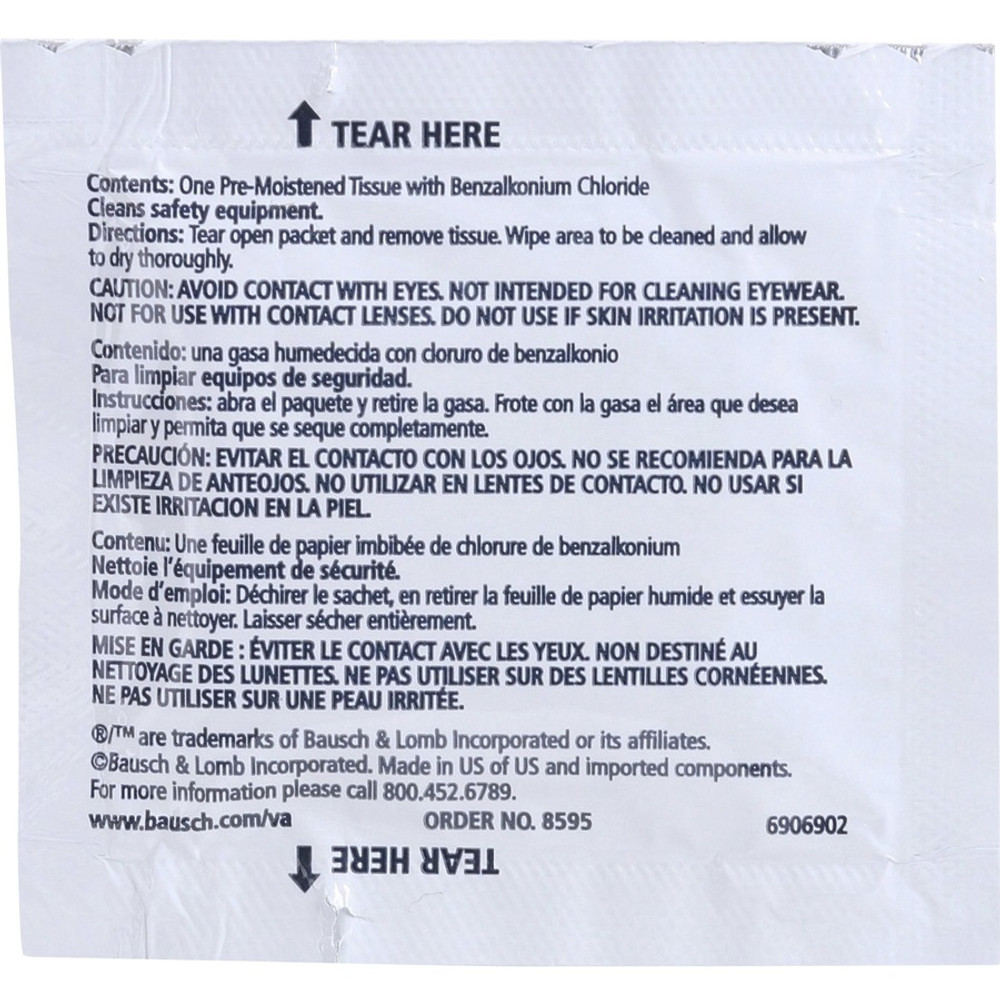 TEAR HERE
Contents: One Pre-Moistened Tissue with Benzalkonium Chloride
Cleans safety equipment.
Directions: Tear open packet and remove tissue. Wipe area to be cleaned and allow
to dry thoroughly.
CAUTION: AVOID CONTACT WITH EYES. NOT INTENDED FOR CLEANING EYEWEAR.
NOT FOR USE WITH CONTACT LENSES. DO NOT USE IF SKIN IRRITATION IS PRESENT.
Contenido: una gasa humedecida con cloruro de benzalkonio
Para limpiar equipos de seguridad.
Instrucciones: abra el paquete y retire la gasa. Frote con la gasa el área que desea
limpiar y permita que se seque completamente.
PRECAUCIÓN: EVITAR EL CONTACTO CON LOS OJOS. NO SE RECOMIENDA PARA LA
LIMPIEZA DE ANTEOJOS. NO UTILIZAR EN LENTES DE CONTACTO. NO USAR SI
EXISTE IRRITACION EN LA PIEL.
Contenu: Une feuille de papier imbibée de chlorure de benzalkonium
Nettoie l'équipement de sécurité.
Mode d'emploi: Déchirer le sachet, en retirer la feuille de papier humide et essuyer la
surface à nettoyer. Laisser sécher entièrement.
MISE EN GARDE : ÉVITER LE CONTACT AVEC LES YEUX. NON DESTINÉ AU
NETTOYAGE DES LUNETTES. NE PAS UTILISER SUR DES LENTILLES CORNÉENNES.
NE PAS UTILISER SUR UNE PEAU IRRITÉE.
®/™ are trademarks of Bausch & Lomb Incorporated or its affiliates.
©Bausch & Lomb Incorporated. Made in US of US and imported components.
For more information please call 800.452.6789.
www.bausch.com/va ORDER NO. 8595 6906902
TEAR HERE